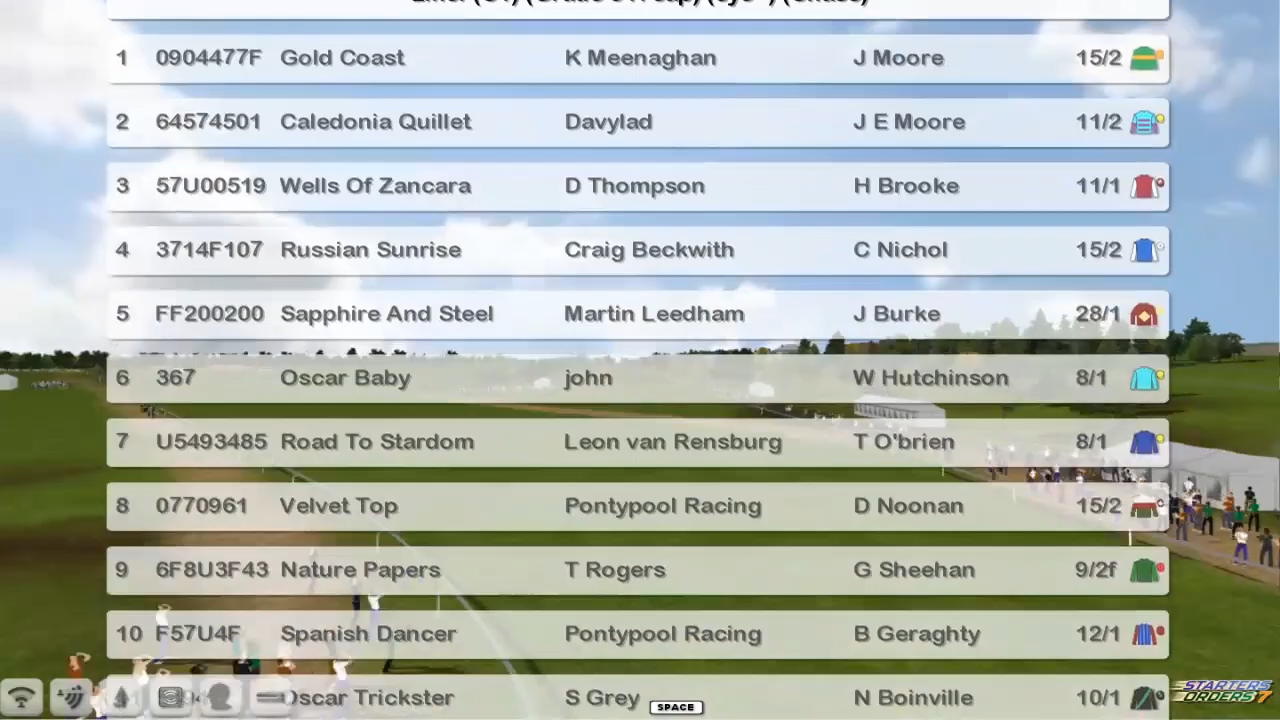 1 0904477F Gold Coast K Meenaghan J Moore 15/2
2 64574501 Caledonia Quillet Davylad J E Moore 11/2
3 57U00519 Wells Of Zancara D Thompson H Brooke 11/1
4 3714F107 Russian Sunrise Craig Beckwith C Nichol 15/2
5 FF200200 Sapphire And Steel Martin Leedham J Burke 28/1
6 367 Oscar Baby john W Hutchinson 8/1
7 U5493485 Road To Stardom Leon van Rensburg T O'brien 8/1
8 0770961 Velvet Top Pontypool Racing D Noonan 15/2
9 6F8U3F43 Nature Papers T Rogers G Sheehan 9/2f
10 F57U4F Spanish Dancer Pontypool Racing B Geraghty 12/1
Oscar Trickster S Grey N Boinville 10/1
SPACE
STARTERS ORDERS 7